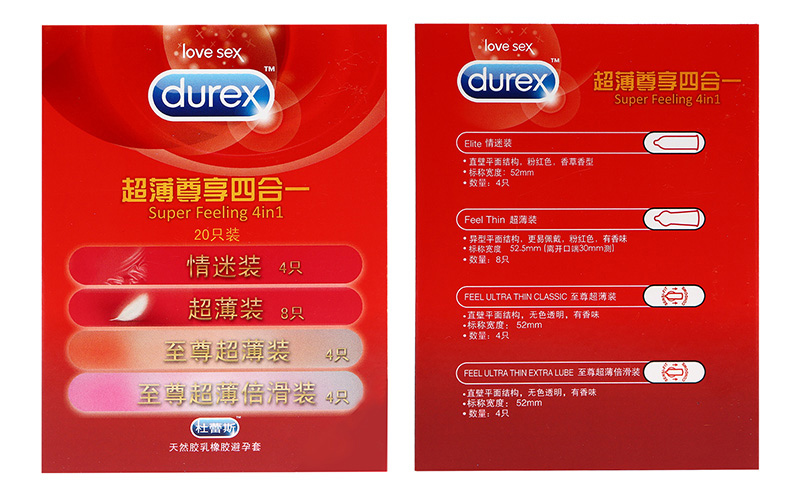 love sex
durex™
超薄尊享四合一
Super Feeling 4in1
20只装
情迷装 4只
超薄装 8只
至尊超薄装 4只
至尊超薄倍滑装 4只
杜蕾斯™
天然胶乳橡胶避孕套
love sex
durex™
超薄尊享四合一
Super Feeling 4in1
Elite 情迷装
• 直壁平面结构，粉红色，香草香型
• 标称宽度：52mm
• 数量：4只
Feel Thin 超薄装
• 异型平面结构，更易佩戴，粉红色，有香味
• 标称宽度 52.5mm (离开口端30mm测)
• 数量：8只
FEEL ULTRA THIN CLASSIC 至尊超薄装
• 直壁平面结构，无色透明，有香味
• 标称宽度：52mm
• 数量：4只
FEEL ULTRA THIN EXTRA LUBE 至尊超薄倍滑装
• 直壁平面结构，无色透明，有香味
• 标称宽度：52mm
• 数量：4只